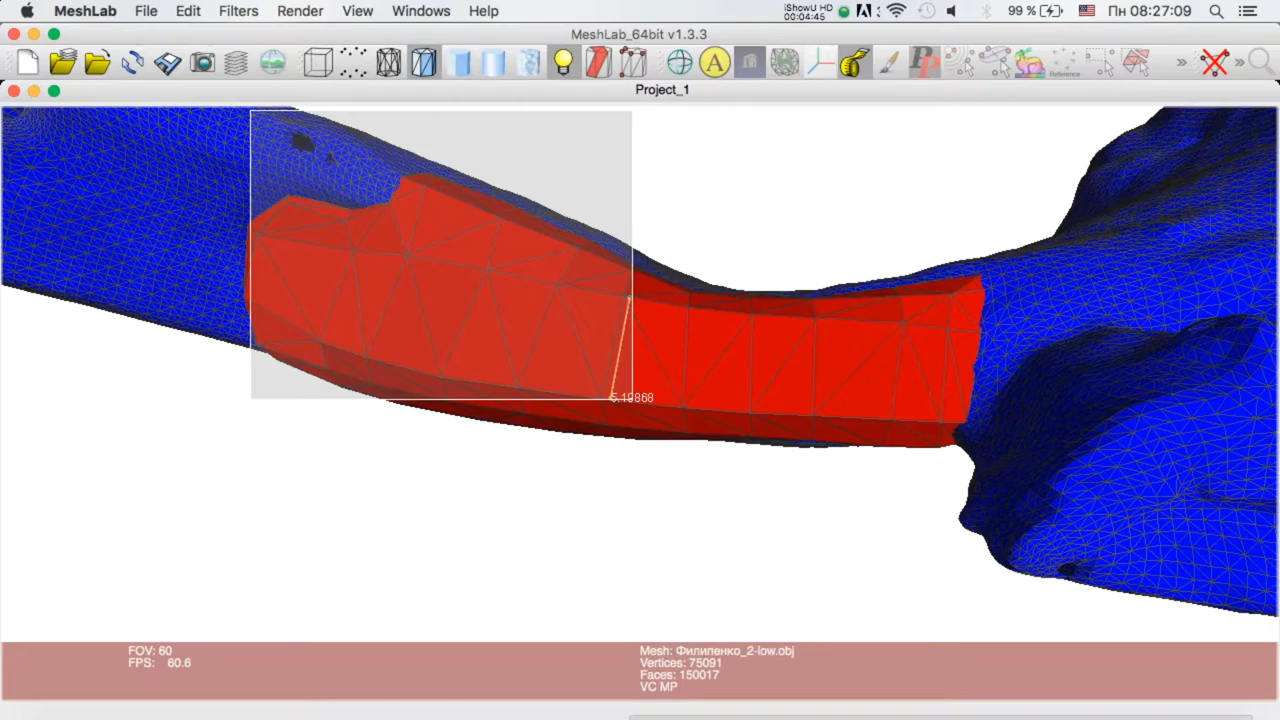 MeshLab File Edit Filters Render View Windows Help iShowU HD 00:04:45 99 % Пн 08:27:09
MeshLab_64bit v1.3.3
A Pp Reference » »
Project_1
5.19868
FOV: 60
FPS: 60.6
Mesh: Филипенко_2-low.obj
Vertices: 75091
Faces: 150017
VC MP